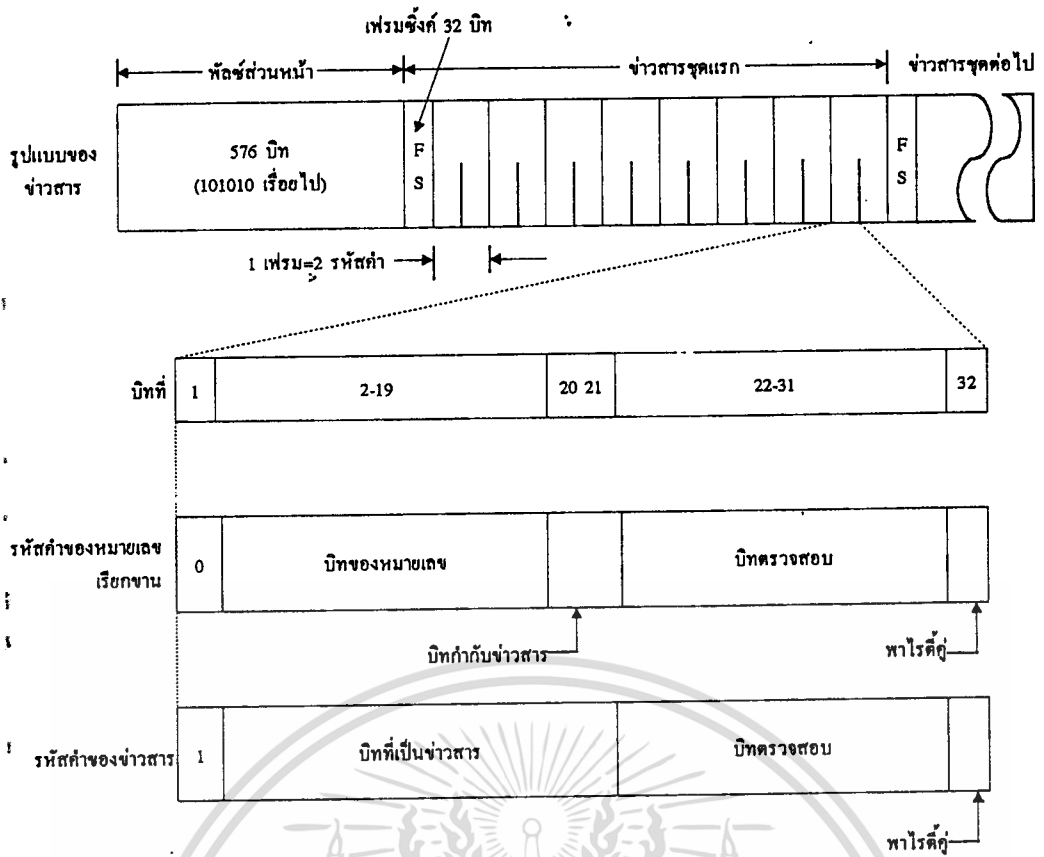 เฟรมซิ้งค์ 32 บิท
พัลซ์ส่วนหน้า
ข่าวสารชุดแรก
ข่าวสารชุดต่อไป
รูปแบบของ
ข่าวสาร
576 บิท
(101010 เรื่อยไป)
F
S
F
S
1 เฟรม=2 รหัสคำ
บิทที่
1
2-19
20 21
22-31
32
รหัสคำของหมายเลข
เรียกขาน
0
บิทของหมายเลข
บิทตรวจสอบ
บิทกำกับข่าวสาร
พาไรตี้คู่
รหัสคำของข่าวสาร
1
บิทที่เป็นข่าวสาร
บิทตรวจสอบ
พาไรตี้คู่